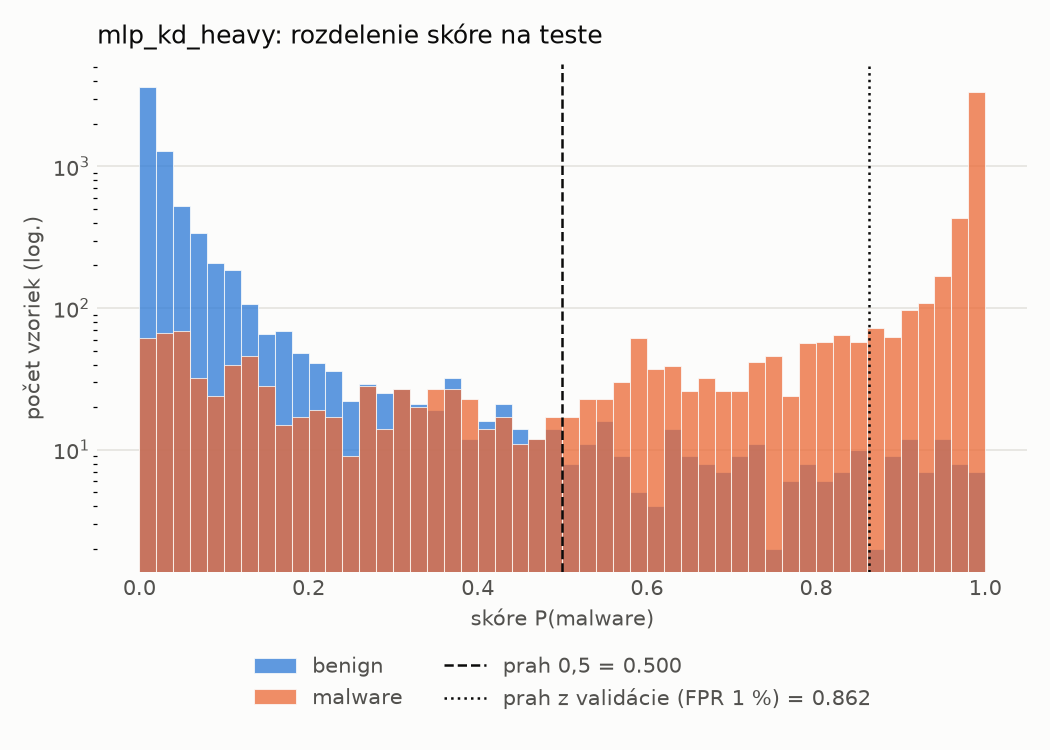 mlp_kd_heavy: rozdelenie skóre na teste
počet vzoriek (log.)
10³
10²
10¹
0.0 0.2 0.4 0.6 0.8 1.0
skóre P(malware)
benign
malware
prah 0,5 = 0.500
prah z validácie (FPR 1 %) = 0.862